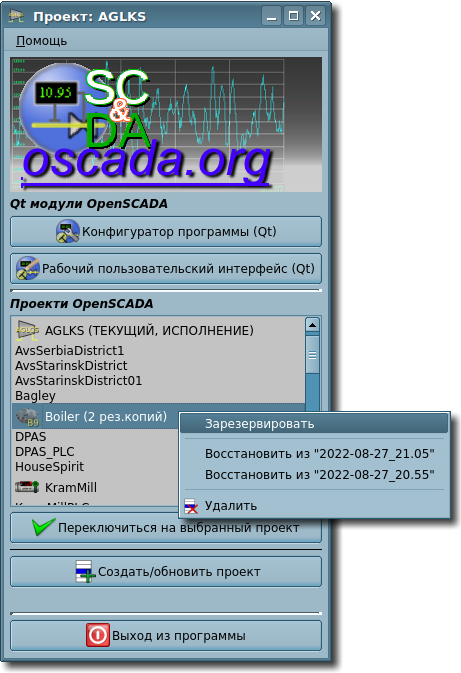 Проект: AGLKS
Помощь
10.95
SC
&
DA
oscada.org
Qt модули OpenSCADA
Конфигуратор программы (Qt)
Рабочий пользовательский интерфейс (Qt)
Проекти OpenSCADA
AGLKS (ТЕКУЩИЙ, ИСПОЛНЕНИЕ)
AvsSerbiaDistrict1
AvsStarinskDistrict
AvsStarinskDistrict01
Bagley
Boiler (2 рез.копий)
Зарезервировать
DPAS
DPAS_PLC
Восстановить из "2022-08-27_21.05"
HouseSpirit
Восстановить из "2022-08-27_20.55"
KramMill
Удалить
KramMillPLC
Переключиться на выбранный проект
Создать/обновить проект
Выход из программы